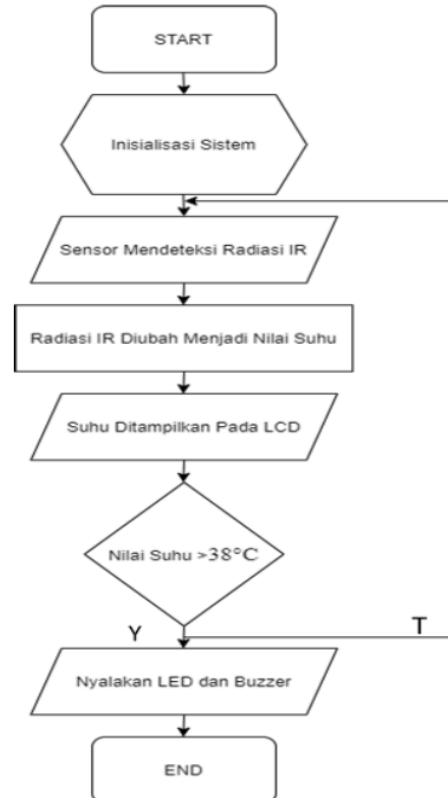 START
Inisialisasi Sistem
Sensor Mendeteksi Radiasi IR
Radiasi IR Diubah Menjadi Nilai Suhu
Suhu Ditampilkan Pada LCD
Nilai Suhu >38°C
Y
T
Nyalakan LED dan Buzzer
END